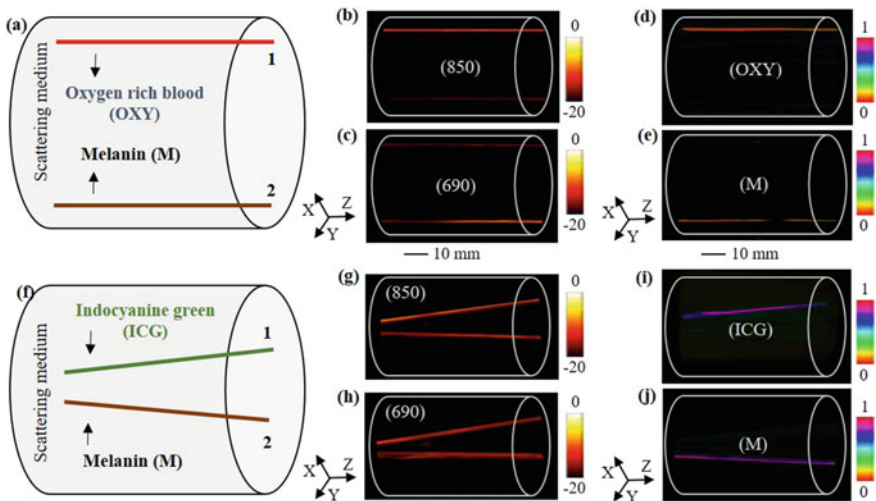 (a)
Scattering medium
1
Oxygen rich blood
(OXY)
Melanin (M)
2
(b)
(850)
0
-20
(c)
(690)
0
-20
X
Z
Y
10 mm
(d)
(OXY)
1
0
(e)
(M)
1
0
X
Z
Y
10 mm
(f)
Scattering medium
Indocyanine green
(ICG)
1
2
Melanin (M)
(g)
(850)
0
-20
(h)
(690)
0
-20
X
Z
Y
(i)
(ICG)
1
0
(j)
(M)
1
0
X
Z
Y